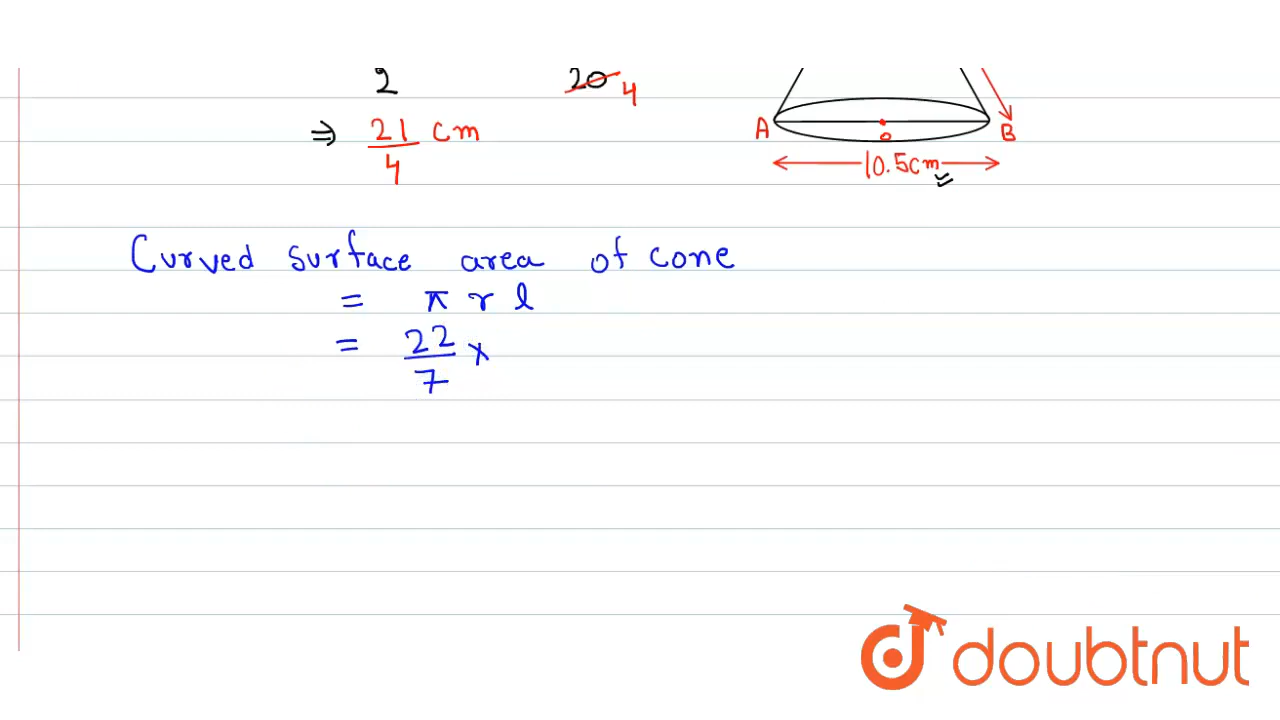 2 20 4
⇒ 21/4 cm
A o B
10.5cm
Curved surface area of cone
= π r l
= 22/7 ×
doubtnut